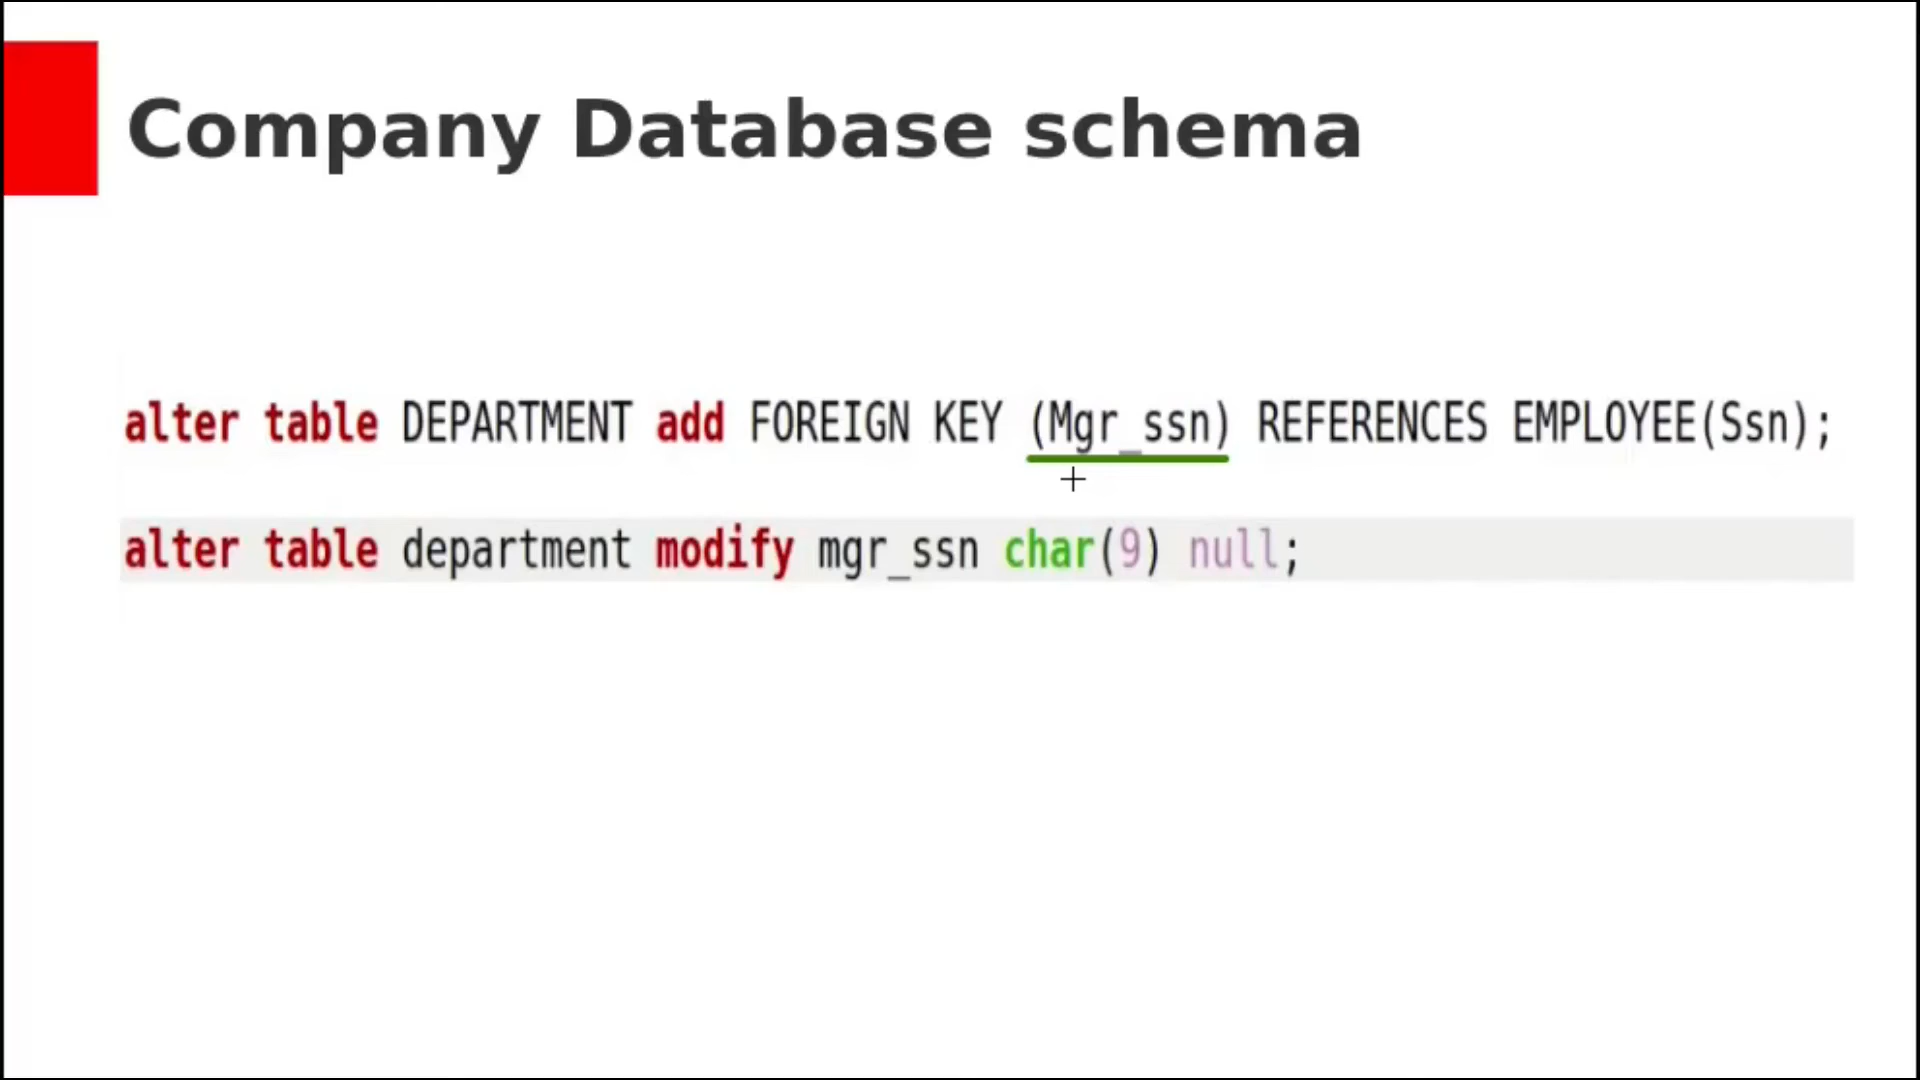 Company Database schema
alter table DEPARTMENT add FOREIGN KEY (Mgr_ssn) REFERENCES EMPLOYEE(Ssn);
alter table department modify mgr_ssn char(9) null;